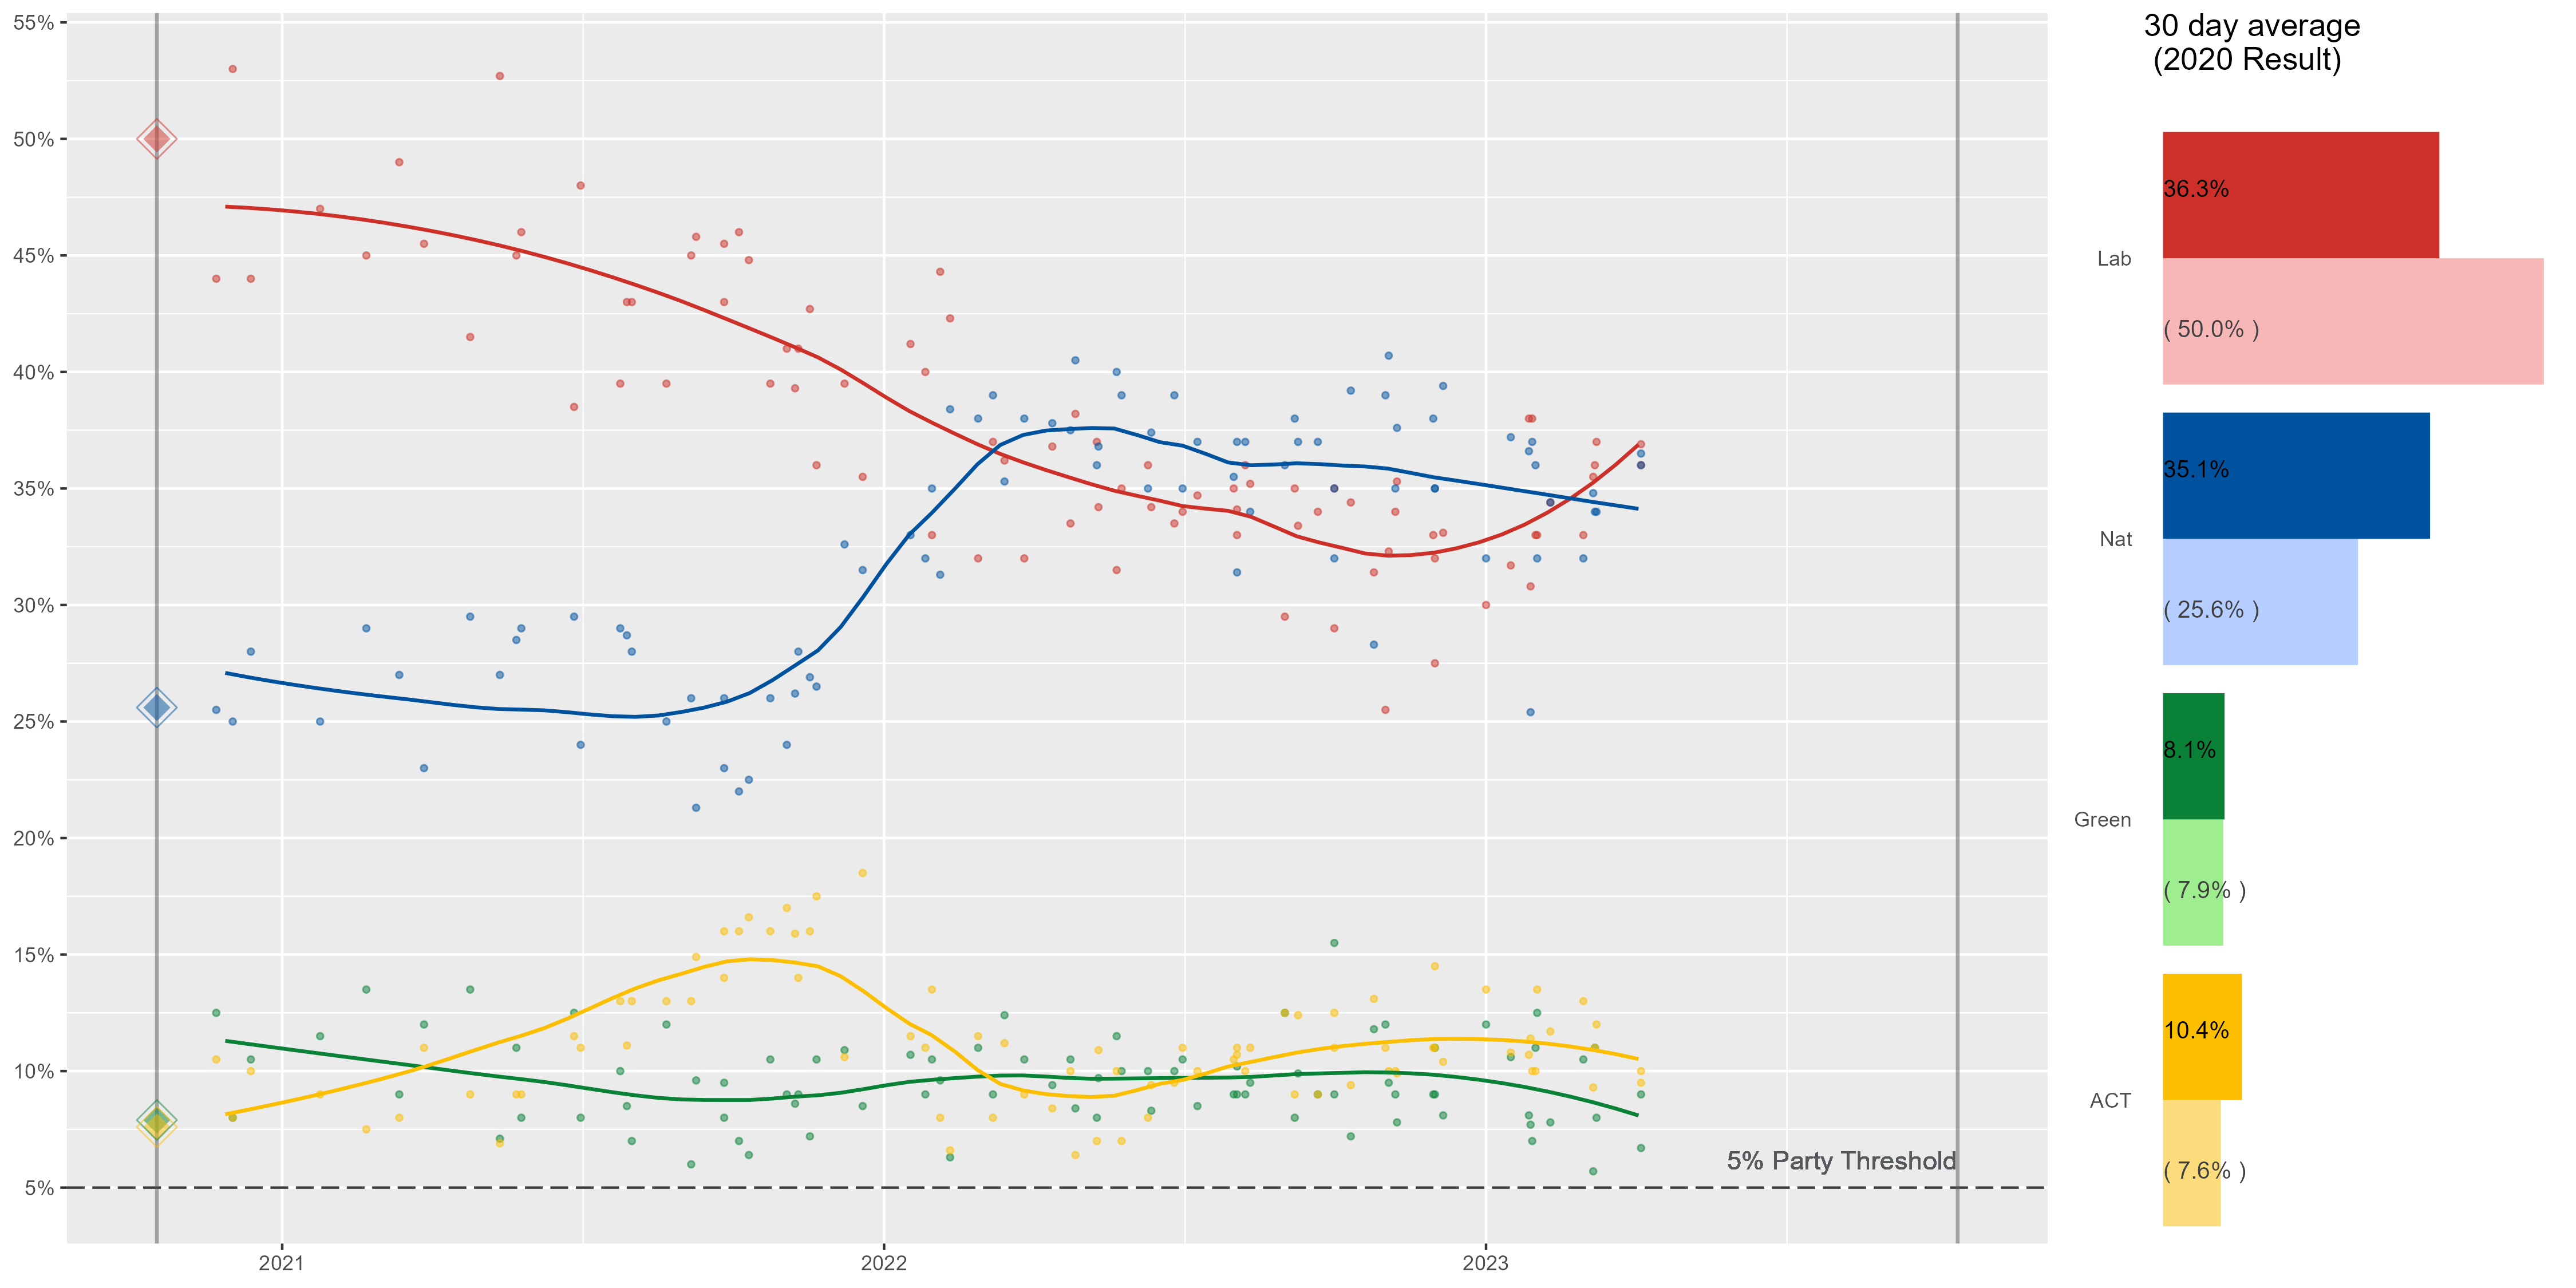 55%
50%
45%
40%
35%
30%
25%
20%
15%
10%
5%
2021
2022
2023
5% Party Threshold
30 day average
(2020 Result)
Lab
36.3%
( 50.0% )
Nat
35.1%
( 25.6% )
Green
8.1%
( 7.9% )
ACT
10.4%
( 7.6% )